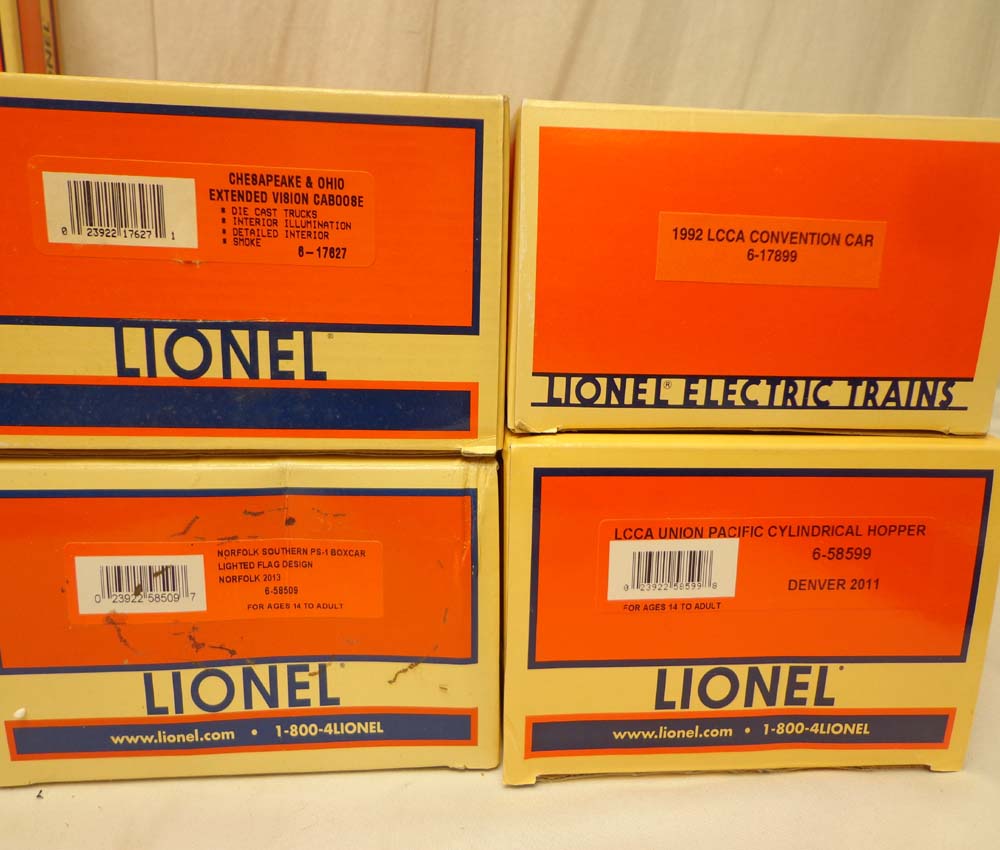 LIONEL
CHESAPEAKE & OHIO
EXTENDED VISION CABOOSE
▪ DIE CAST TRUCKS
▪ INTERIOR ILLUMINATION
▪ DETAILED INTERIOR
▪ SMOKE
6-17627
0 23922 17627 1
LIONEL®
1992 LCCA CONVENTION CAR
6-17899
LIONEL® ELECTRIC TRAINS
NORFOLK SOUTHERN PS-1 BOXCAR
LIGHTED FLAG DESIGN
NORFOLK 2013
6-58509
FOR AGES 14 TO ADULT
0 23922 58509 7
LIONEL
www.lionel.com • 1-800-4LIONEL
LCCA UNION PACIFIC CYLINDRICAL HOPPER
6-58599
DENVER 2011
0 23922 58599 8
FOR AGES 14 TO ADULT
LIONEL
www.lionel.com • 1-800-4LIONEL